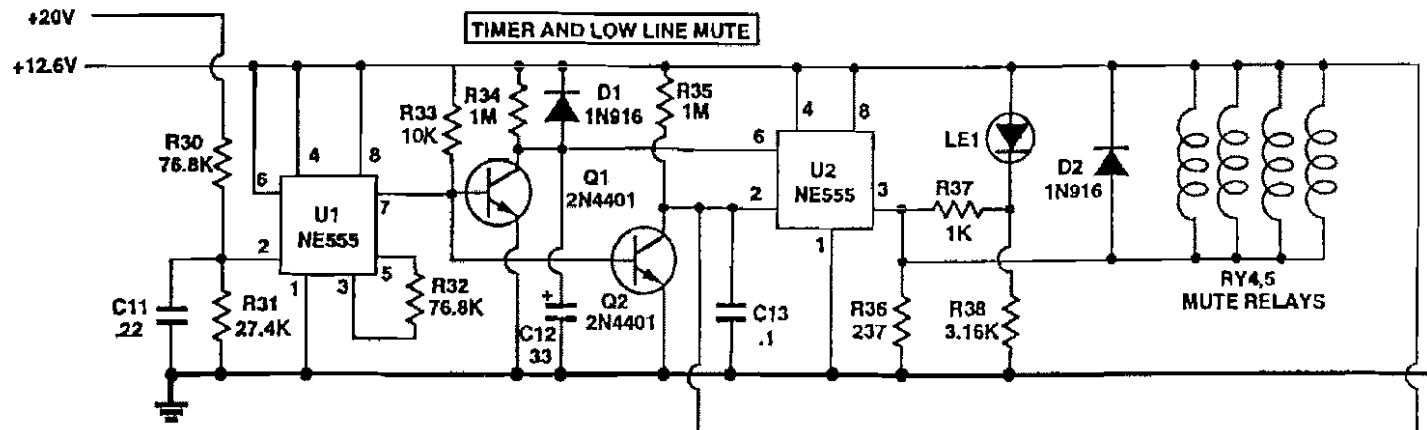 +20V
TIMER AND LOW LINE MUTE
+12.6V
R30
76.8K
R33
10K
R34
1M
D1
1N916
R35
1M
4
8
6
U1
NE555
7
2
5
1
3
R32
76.8K
C11
.22
R31
27.4K
Q1
2N4401
Q2
2N4401
+
C12
33
C13
.1
4
8
6
U2
NE555
2
3
1
LE1
R37
1K
R36
237
R38
3.16K
D2
1N916
RY4,5
MUTE RELAYS